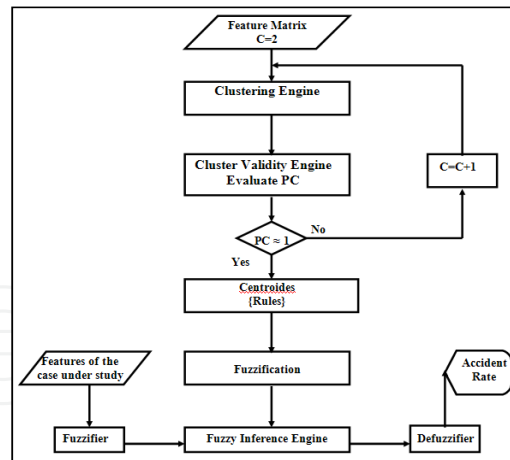 Feature Matrix
C=2
Clustering Engine
Cluster Validity Engine
Evaluate PC
C=C+1
PC ≈ 1
No
Yes
Centroides
{Rules}
Features of the
case under study
Fuzzification
Accident
Rate
Fuzzifier
Fuzzy Inference Engine
Defuzzifier